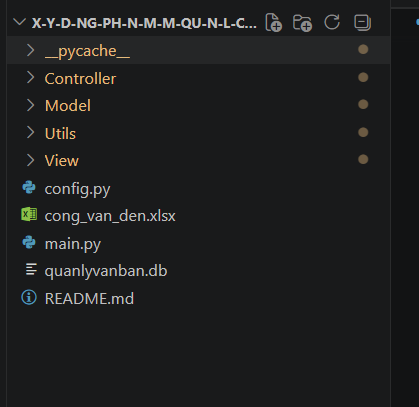 X-Y-D-NG-PH-N-M-M-QU-N-L-C...
__pycache__
Controller
Model
Utils
View
config.py
cong_van_den.xlsx
main.py
quanlyvanban.db
README.md